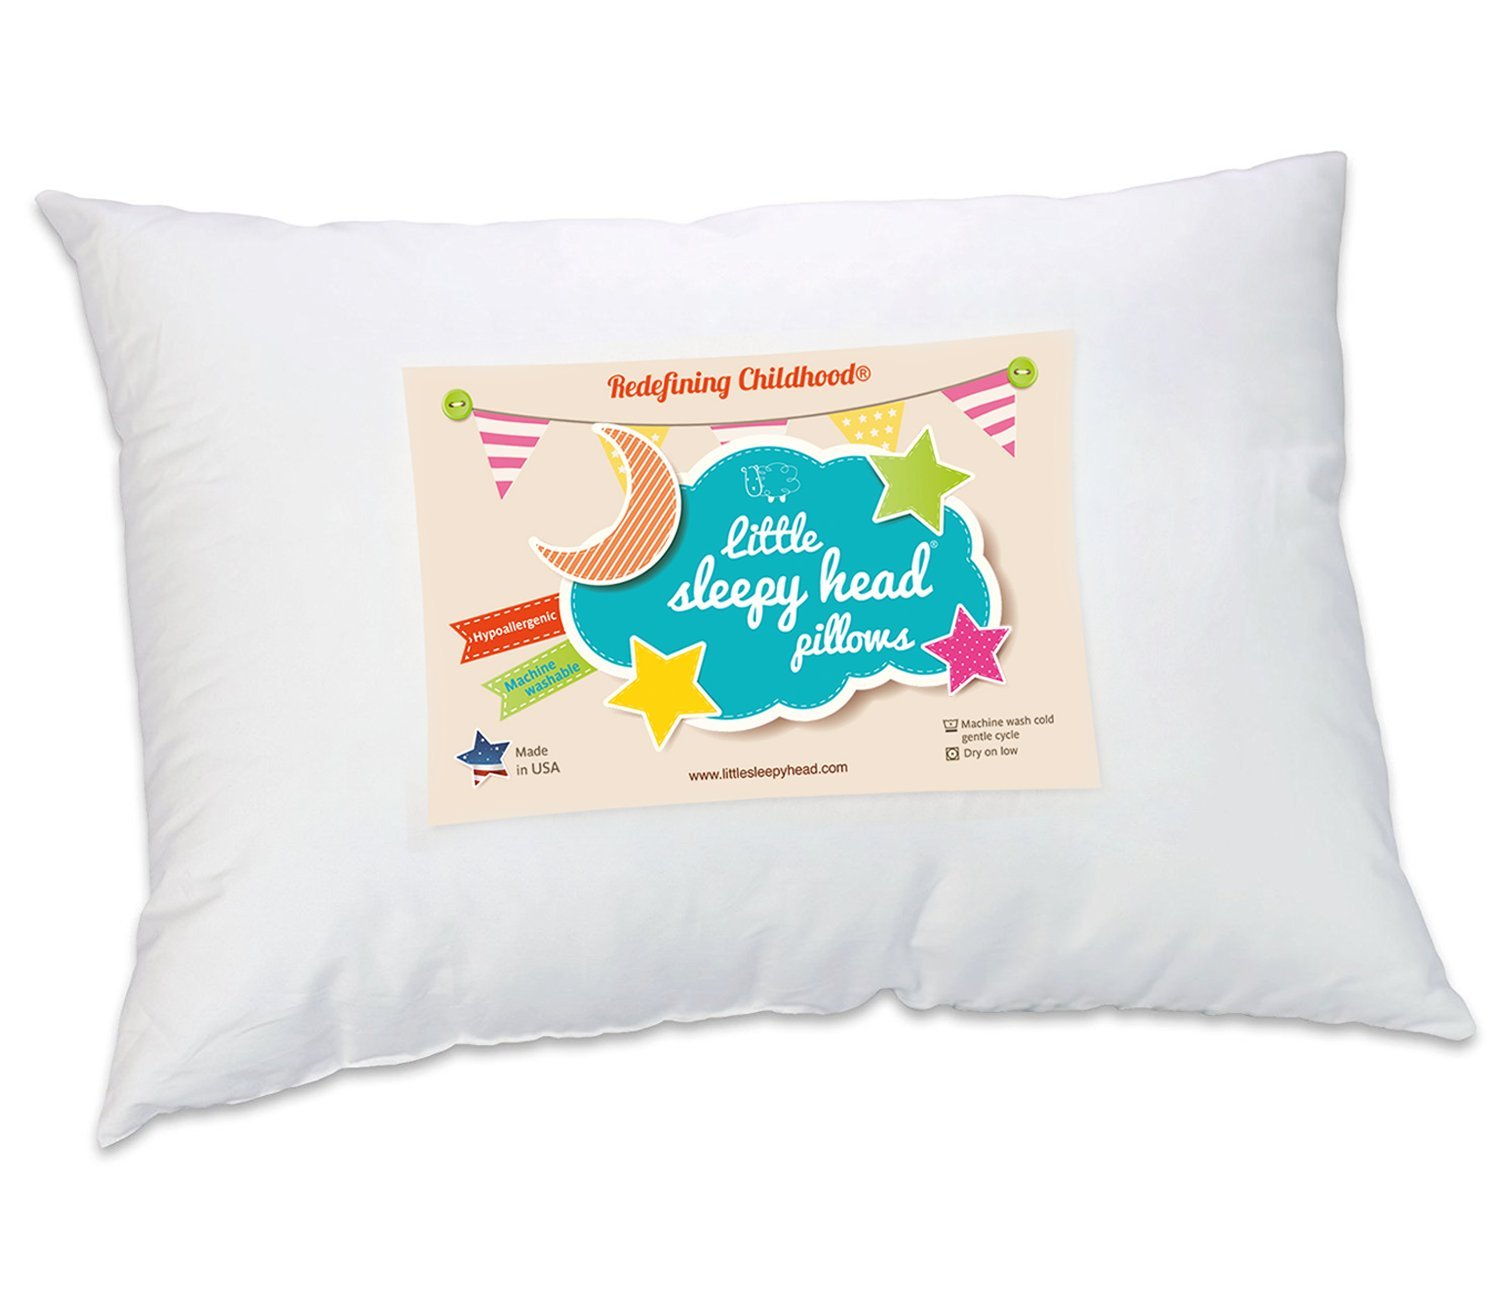 Redefining Childhood®
little
sleepy head®
pillows
Hypoallergenic
Machine
washable
Made
in USA
www.littlesleepyhead.com
Machine wash cold
gentle cycle
Dry on low